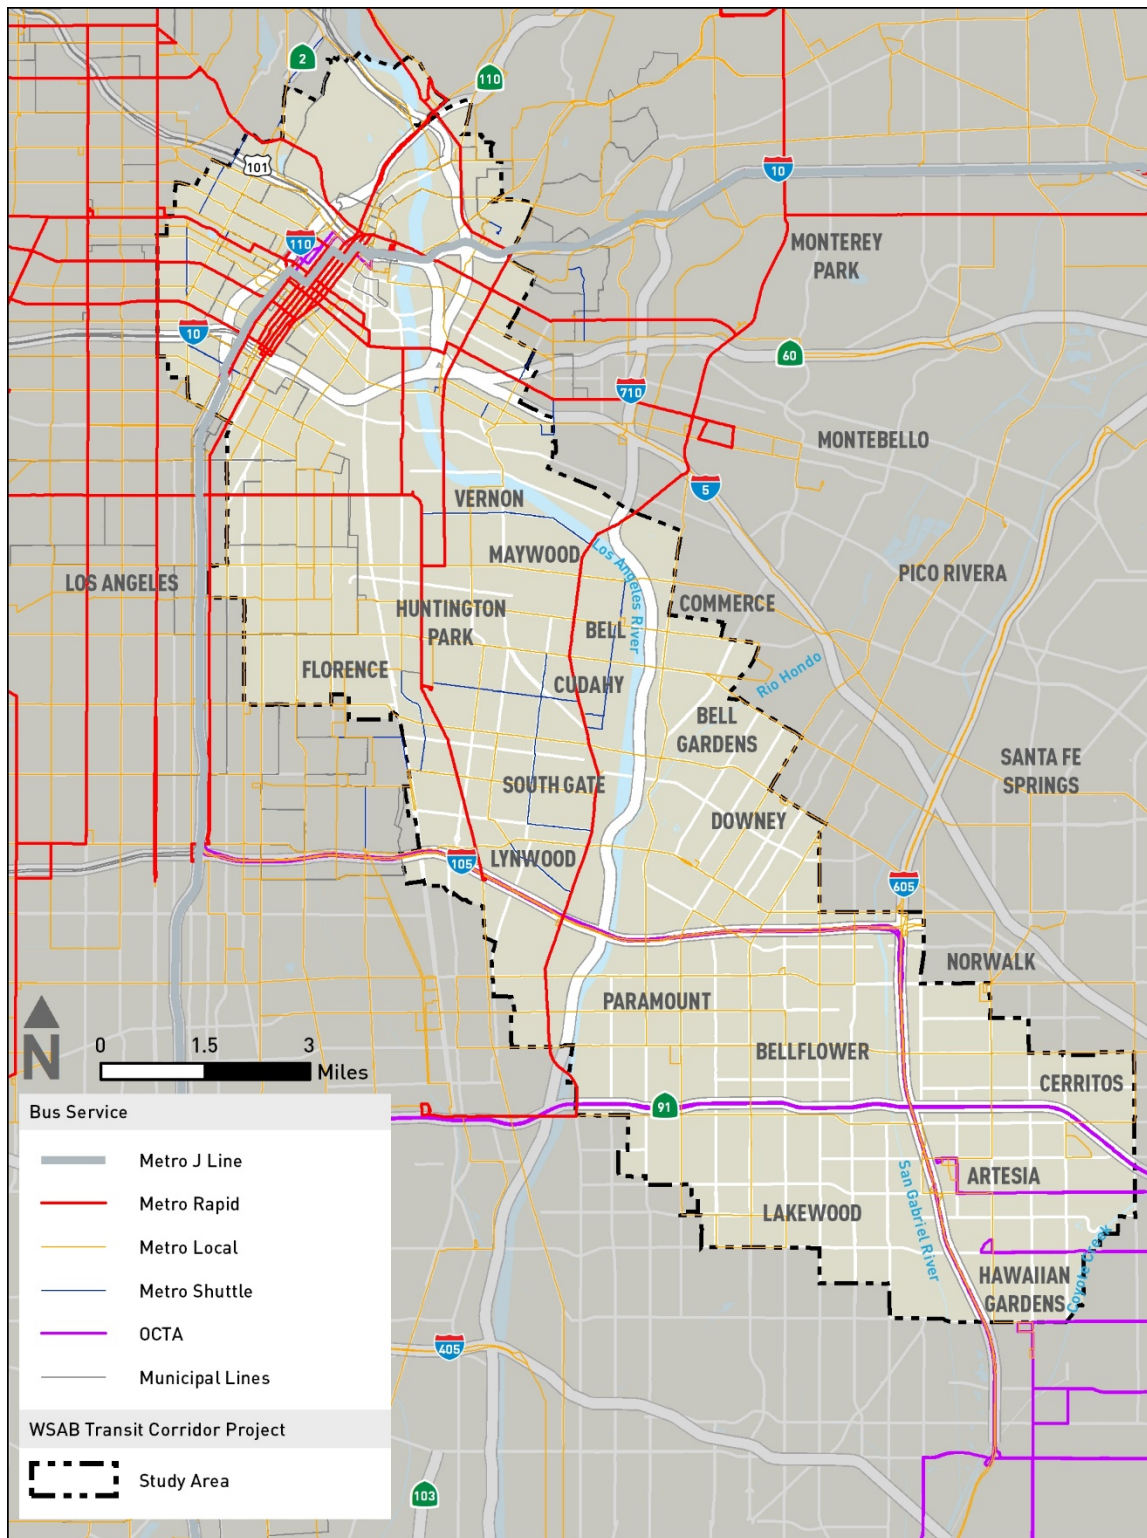 2
110
101
10
MONTEREY
PARK
110
10
60
710
MONTEBELLO
5
VERNON
Los Angeles River
MAYWOOD
LOS ANGELES
PICO RIVERA
HUNTINGTON
PARK
COMMERCE
BELL
FLORENCE
CUDAHY
Rio Hondo
BELL
GARDENS
SANTA FE
SPRINGS
SOUTH GATE
DOWNEY
LYNWOOD
105
605
NORWALK
PARAMOUNT
BELLFLOWER
CERRITOS
N
0 1.5 3
Miles
91
ARTESIA
San Gabriel River
LAKEWOOD
HAWAIIAN
GARDENS
Coyote Creek
405
103
Bus Service
Metro J Line
Metro Rapid
Metro Local
Metro Shuttle
OCTA
Municipal Lines
WSAB Transit Corridor Project
Study Area